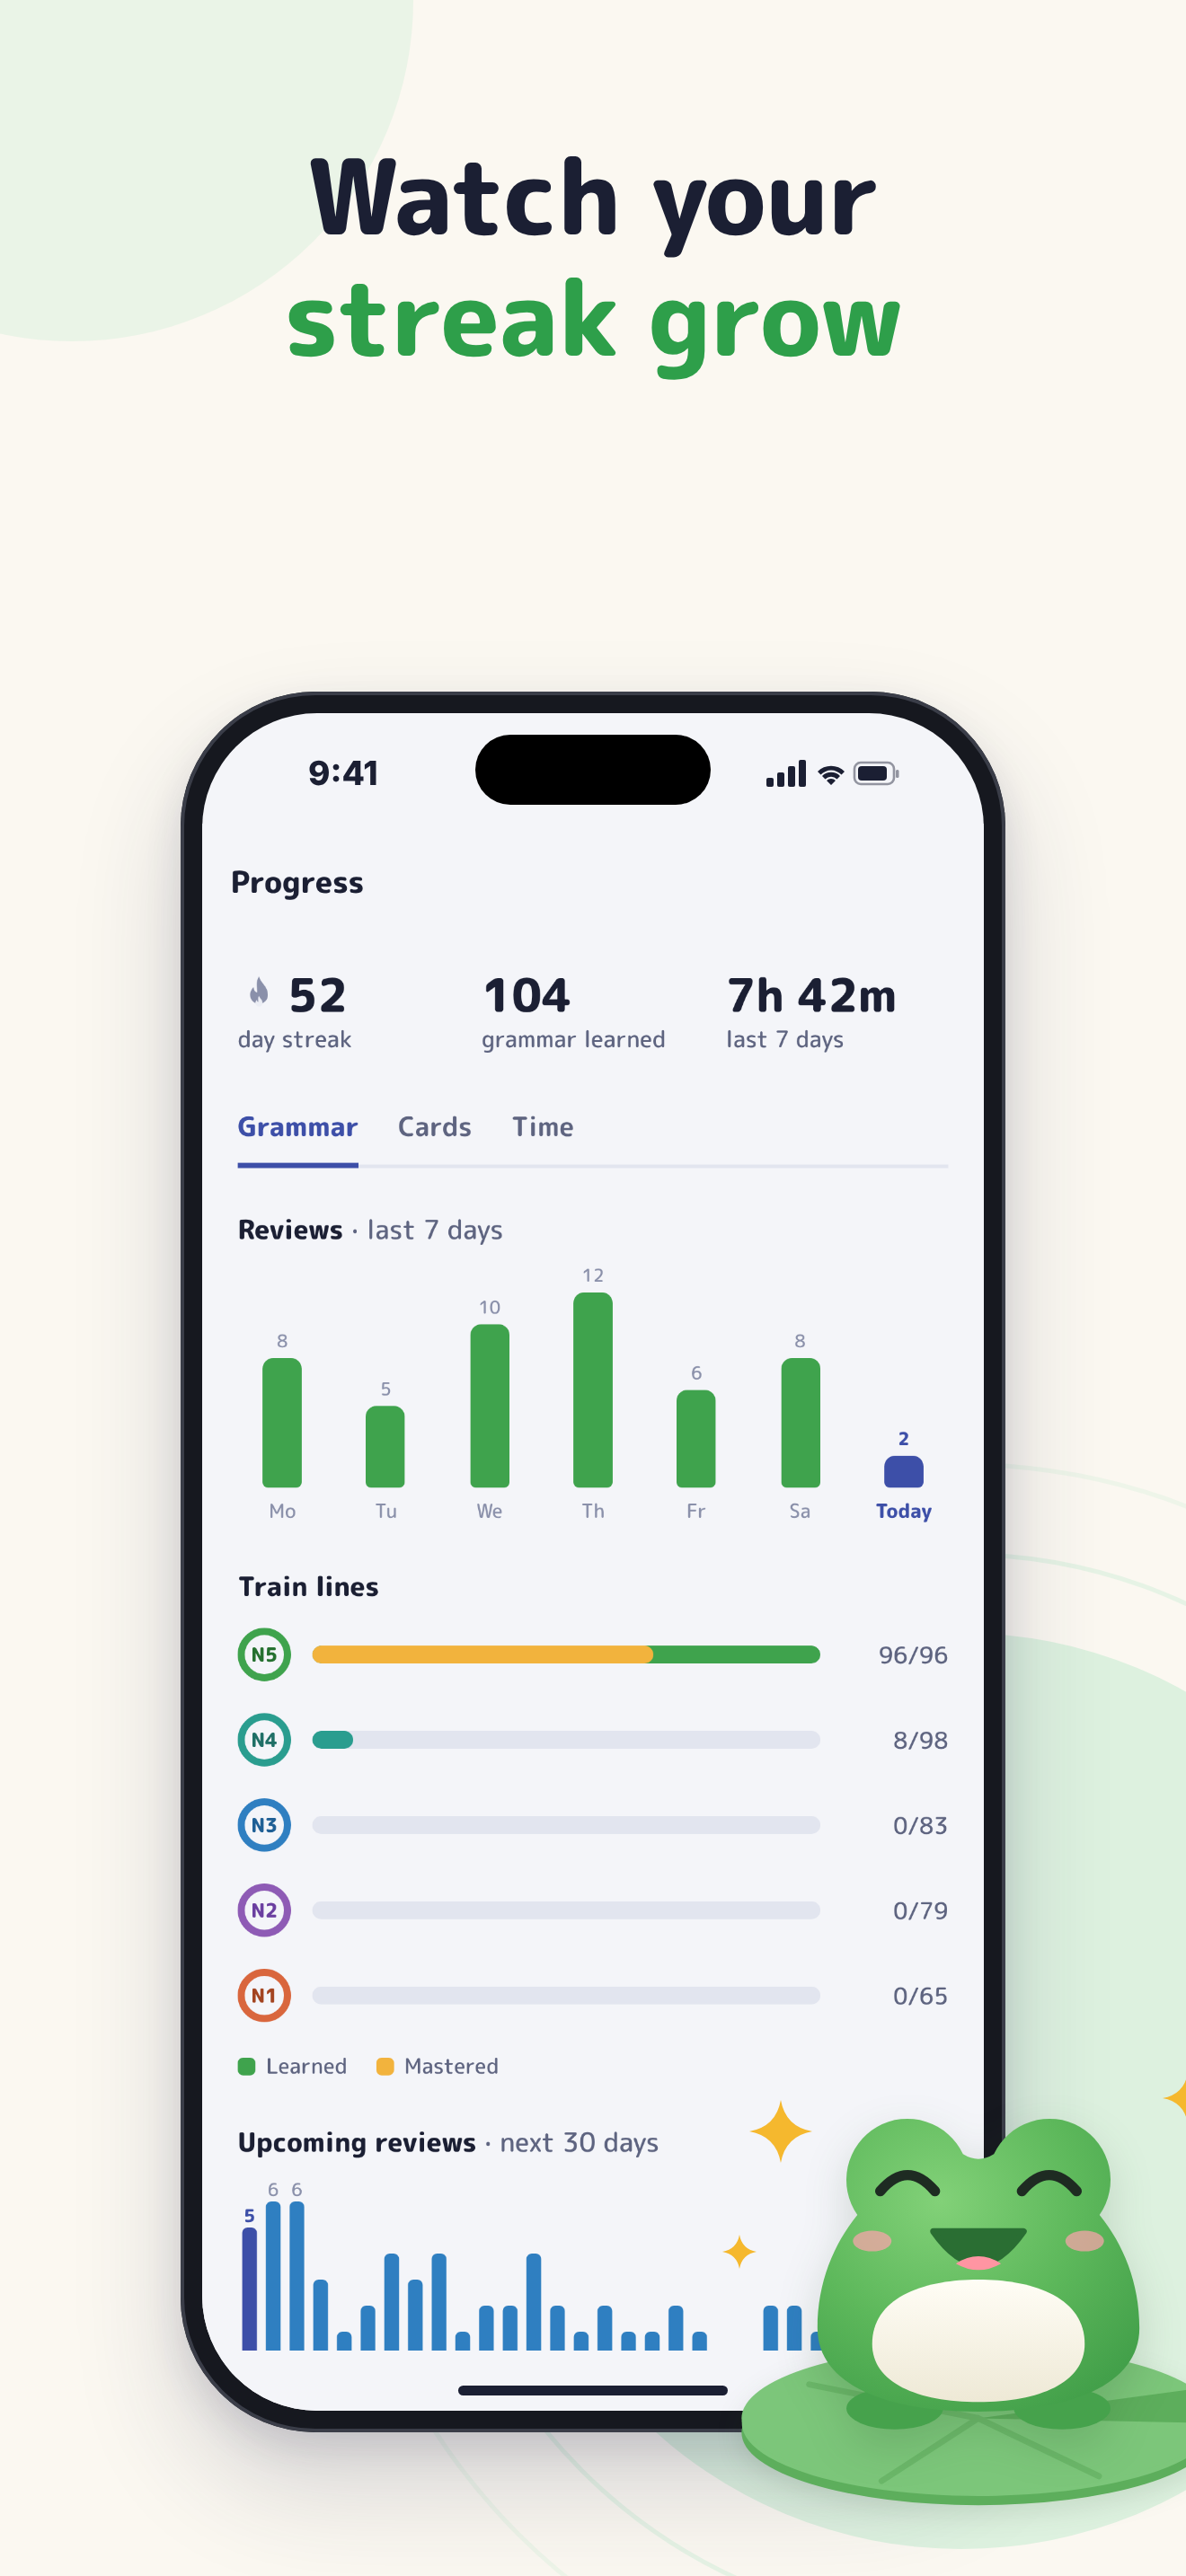 Watch your
streak grow
9:41
Progress
52 104 7h 42m
day streak grammar learned last 7 days
Grammar Cards Time
Reviews · last 7 days
8 5 10 12 6 8 2
Mo Tu We Th Fr Sa Today
Train lines
N5 96/96
N4 8/98
N3 0/83
N2 0/79
N1 0/65
Learned Mastered
Upcoming reviews · next 30 days
5 6 6